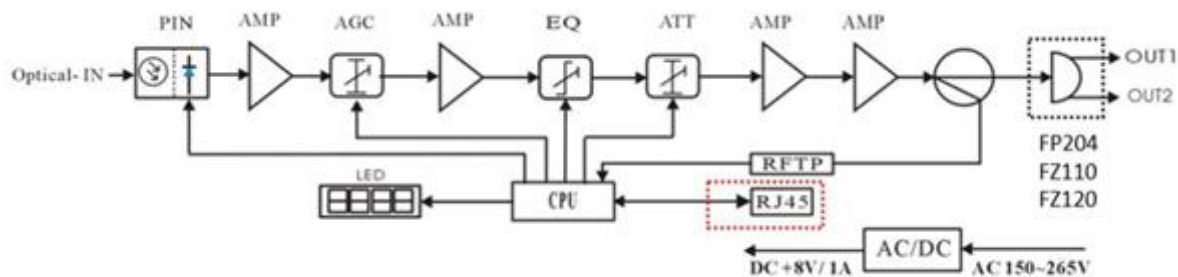 PIN AMP AGC AMP EQ ATT AMP AMP
Optical- IN
OUT1
OUT2
FP204
FZ110
FZ120
RFTP
LED
CPU
RJ45
AC/DC
DC +8V/ 1A
AC 150~265V